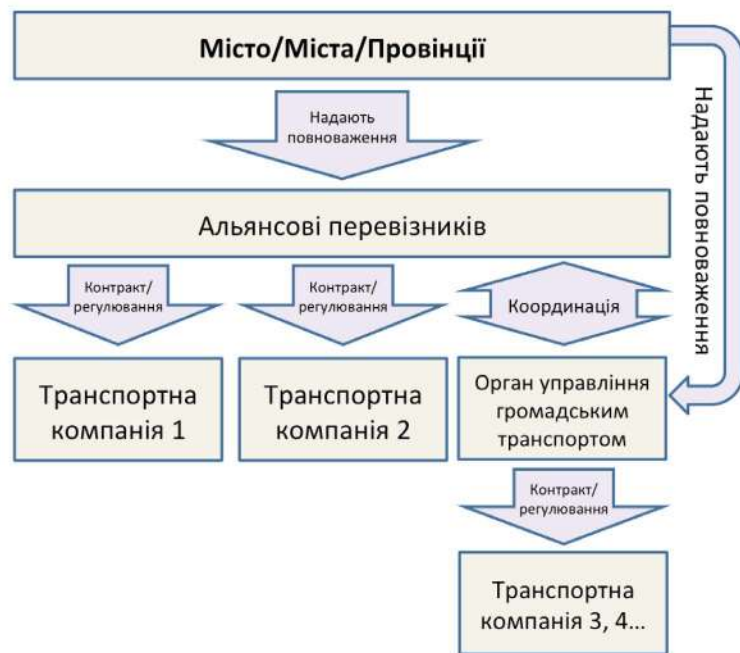 Місто/Міста/Провінції
Надають
повноваження
Надають повноваження
Альянсові перевізників
Контракт/
регулювання
Контракт/
регулювання
Координація
Транспортна
компанія 1
Транспортна
компанія 2
Орган управління
громадським
транспортом
Контракт/
регулювання
Транспортна
компанія 3, 4...